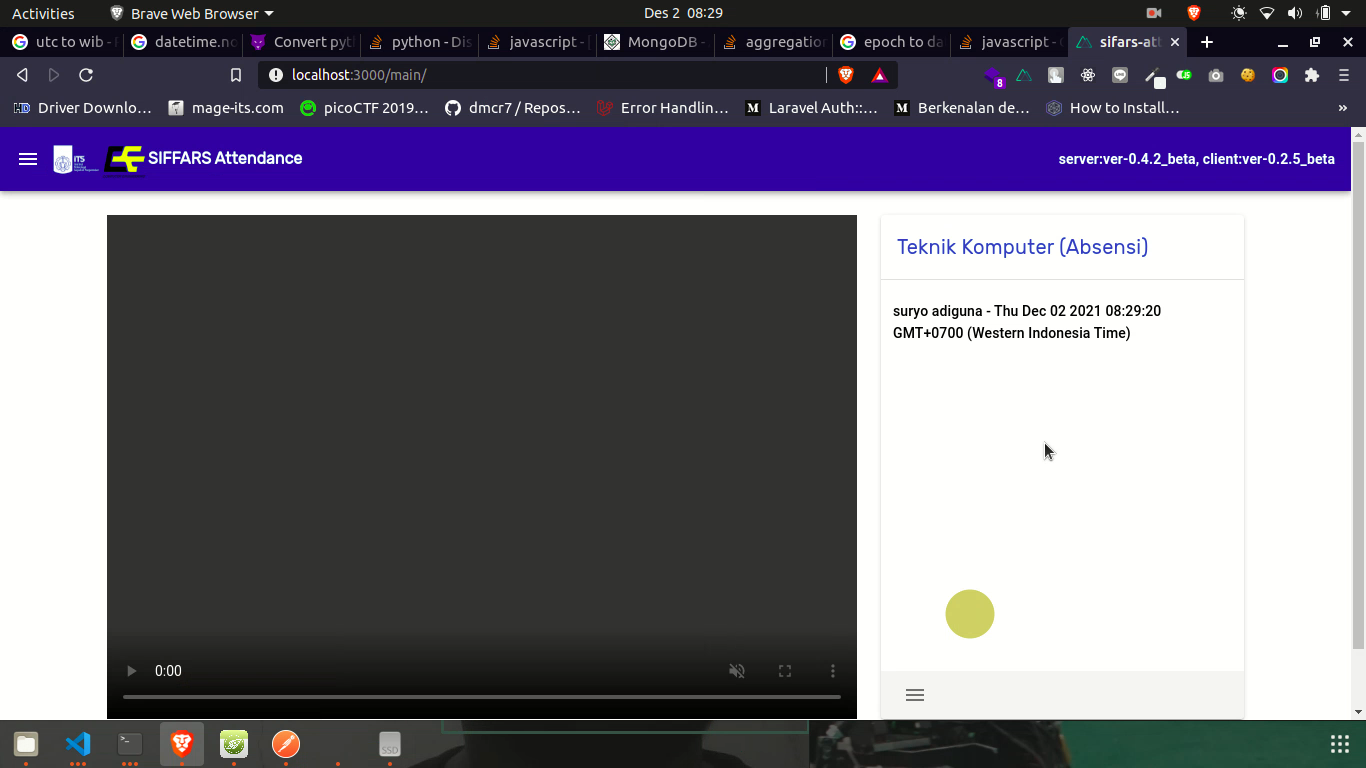 Activities
Brave Web Browser
Des 2 08:29
utc to wib -
datetime.no
Convert pyt
python - Dis
javascript -
MongoDB -
aggregation
epoch to da
javascript -
sifars-att
localhost:3000/main/
8
Driver Downlo…
mage-its.com
picoCTF 2019…
dmcr7 / Repos…
Error Handlin…
Laravel Auth::…
Berkenalan de…
How to Install…
»
ITS
SIFFARS Attendance
server:ver-0.4.2_beta, client:ver-0.2.5_beta
Teknik Komputer (Absensi)
suryo adiguna - Thu Dec 02 2021 08:29:20
GMT+0700 (Western Indonesia Time)
0:00
SSD